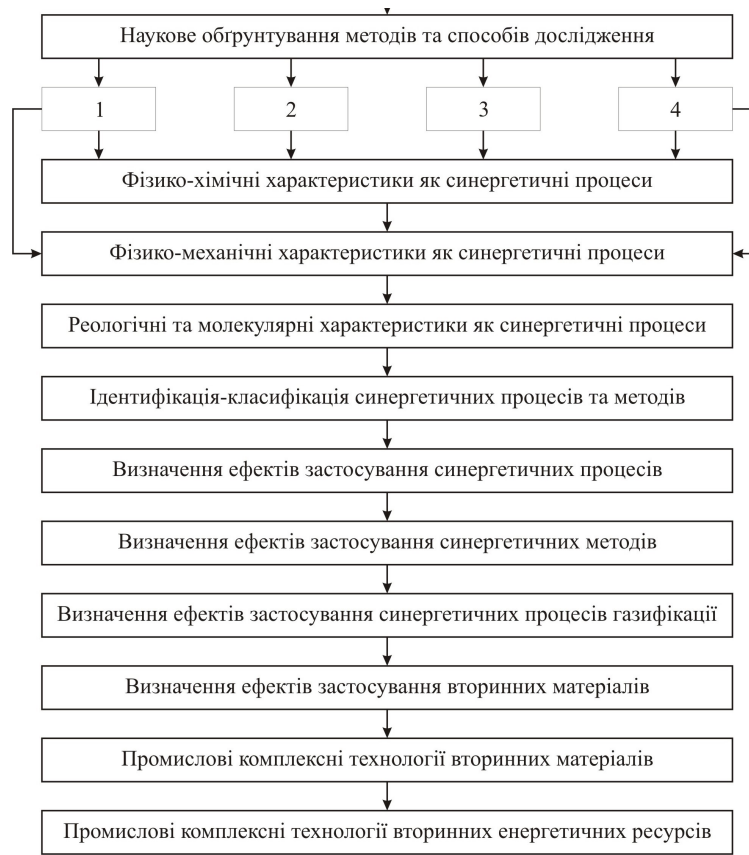 Наукове обґрунтування методів та способів дослідження
1 2 3 4
Фізико-хімічні характеристики як синергетичні процеси
Фізико-механічні характеристики як синергетичні процеси
Реологічні та молекулярні характеристики як синергетичні процеси
Ідентифікація-класифікація синергетичних процесів та методів
Визначення ефектів застосування синергетичних процесів
Визначення ефектів застосування синергетичних методів
Визначення ефектів застосування синергетичних процесів газифікації
Визначення ефектів застосування вторинних матеріалів
Промислові комплексні технології вторинних матеріалів
Промислові комплексні технології вторинних енергетичних ресурсів